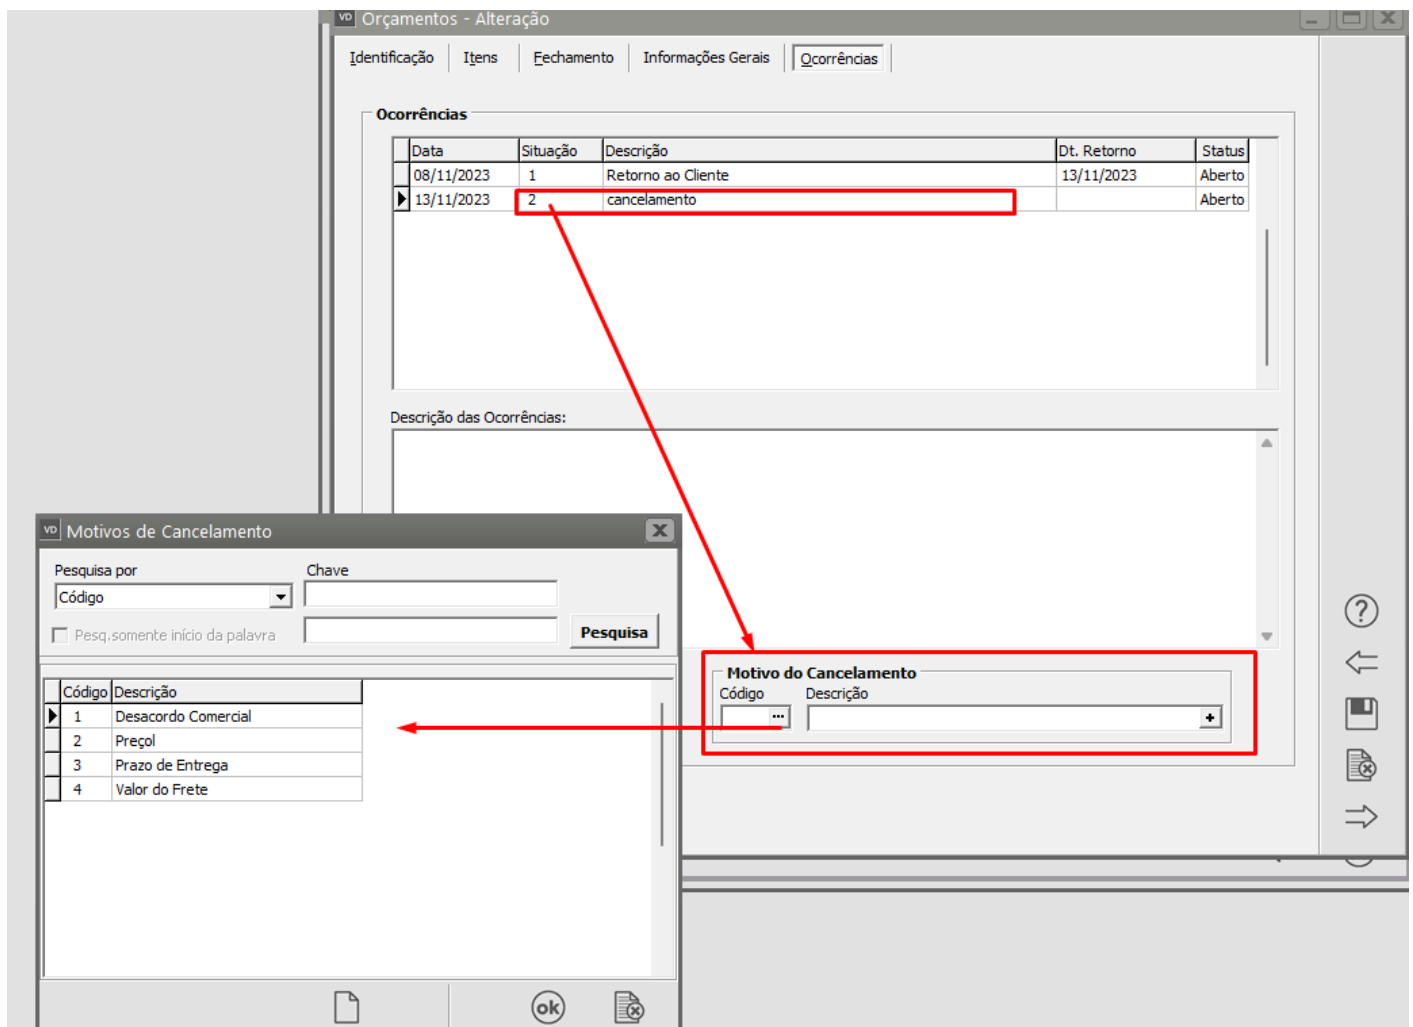 VD Orçamentos - Alteração
Identificação Itens Fechamento Informações Gerais Ocorrências
Ocorrências
Data Situação Descrição Dt. Retorno Status
08/11/2023 1 Retorno ao Cliente 13/11/2023 Aberto
13/11/2023 2 cancelamento Aberto
Descrição das Ocorrências:
Motivo do Cancelamento
Código Descrição
... +
VD Motivos de Cancelamento
Pesquisa por Chave
Código
Pesq.somente início da palavra Pesquisa
Código Descrição
1 Desacordo Comercial
2 Preçol
3 Prazo de Entrega
4 Valor do Frete
ok
?